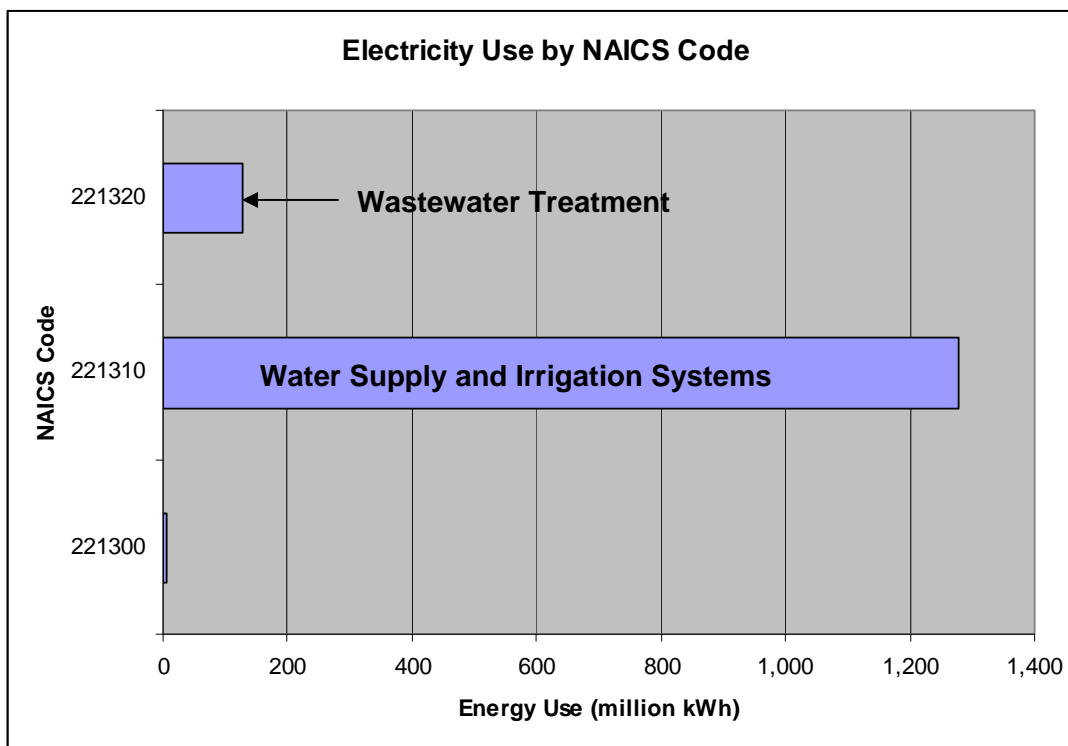 Electricity Use by NAICS Code
221320
Wastewater Treatment
NAICS Code
221310
Water Supply and Irrigation Systems
221300
0 200 400 600 800 1,000 1,200 1,400
Energy Use (million kWh)